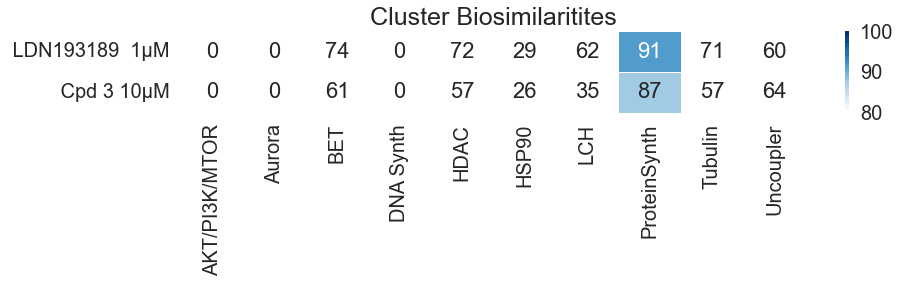 Cluster Biosimilaritites
LDN193189 1µM 0 0 74 0 72 29 62 91 71 60
Cpd 3 10µM 0 0 61 0 57 26 35 87 57 64
AKT/PI3K/MTOR
Aurora
BET
DNA Synth
HDAC
HSP90
LCH
ProteinSynth
Tubulin
Uncoupler
100
90
80